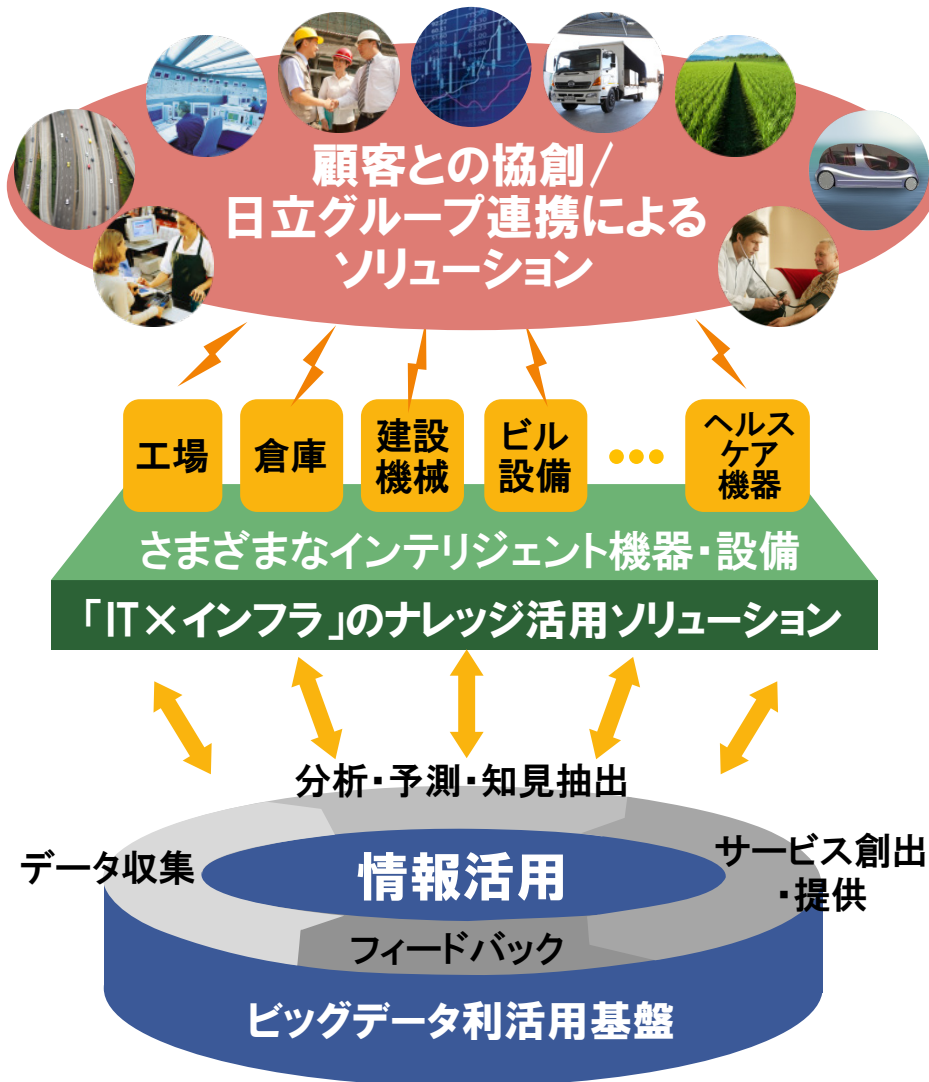 顧客との協創/
日立グループ連携による
ソリューション
工場
倉庫
建設
機械
ビル
設備
•••
ヘルス
ケア
機器
さまざまなインテリジェント機器・設備
「IT×インフラ」のナレッジ活用ソリューション
分析・予測・知見抽出
データ収集
情報活用
サービス創出
・提供
フィードバック
ビッグデータ利活用基盤